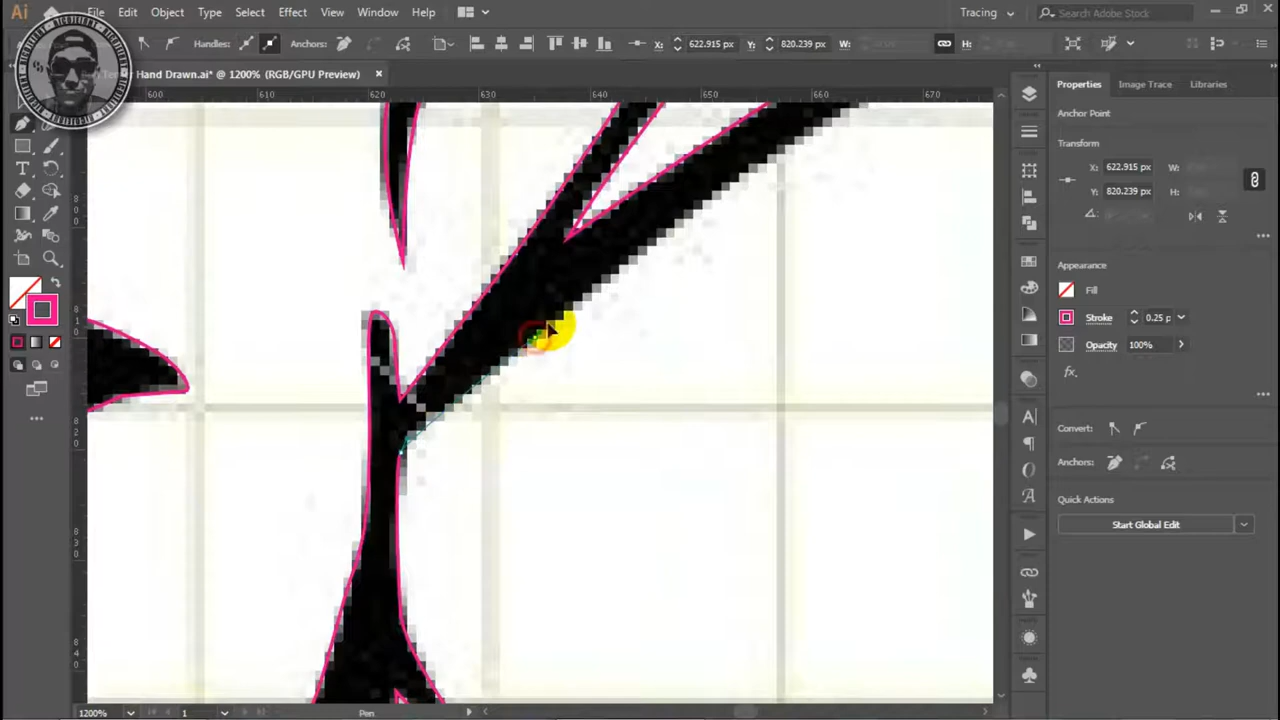 Ai File Edit Object Type Select Effect View Window Help Tracing Search Adobe Stock
Handles: Anchors: X: 622.915 px Y: 820.239 px W: H:
Hand Drawn.ai* @ 1200% (RGB/GPU Preview) ×
600 610 620 630 640 650 660 670
Properties Image Trace Libraries
Anchor Point
Transform
X: 622.915 px W:
Y: 820.239 px H:
Appearance
Fill
Stroke 0.25 p
Opacity 100%
fx.
Convert:
Anchors:
Quick Actions
Start Global Edit
1200% 1 Pen